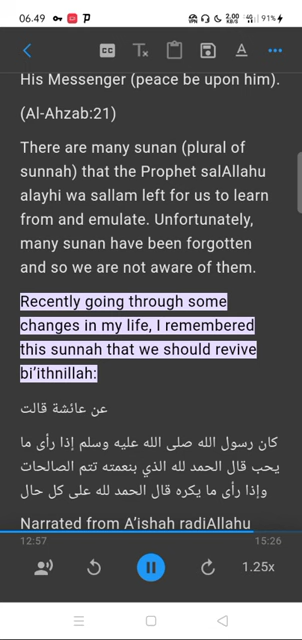 06.49
2,00 KB/S
4G
91%
CC
A
His Messenger (peace be upon him).
(Al-Ahzab:21)
There are many sunan (plural of
sunnah) that the Prophet salAllahu
alayhi wa sallam left for us to learn
from and emulate. Unfortunately,
many sunan have been forgotten
and so we are not aware of them.
Recently going through some
changes in my life, I remembered
this sunnah that we should revive
bi’ithnillah:
عن عائشة قالت
كان رسول الله صلى الله عليه وسلم إذا رأى ما
يحب قال الحمد لله الذي بنعمته تتم الصالحات
وإذا رأى ما يكره قال الحمد لله على كل حال
Narrated from A’ishah radiAllahu
12:57
15:26
1.25x